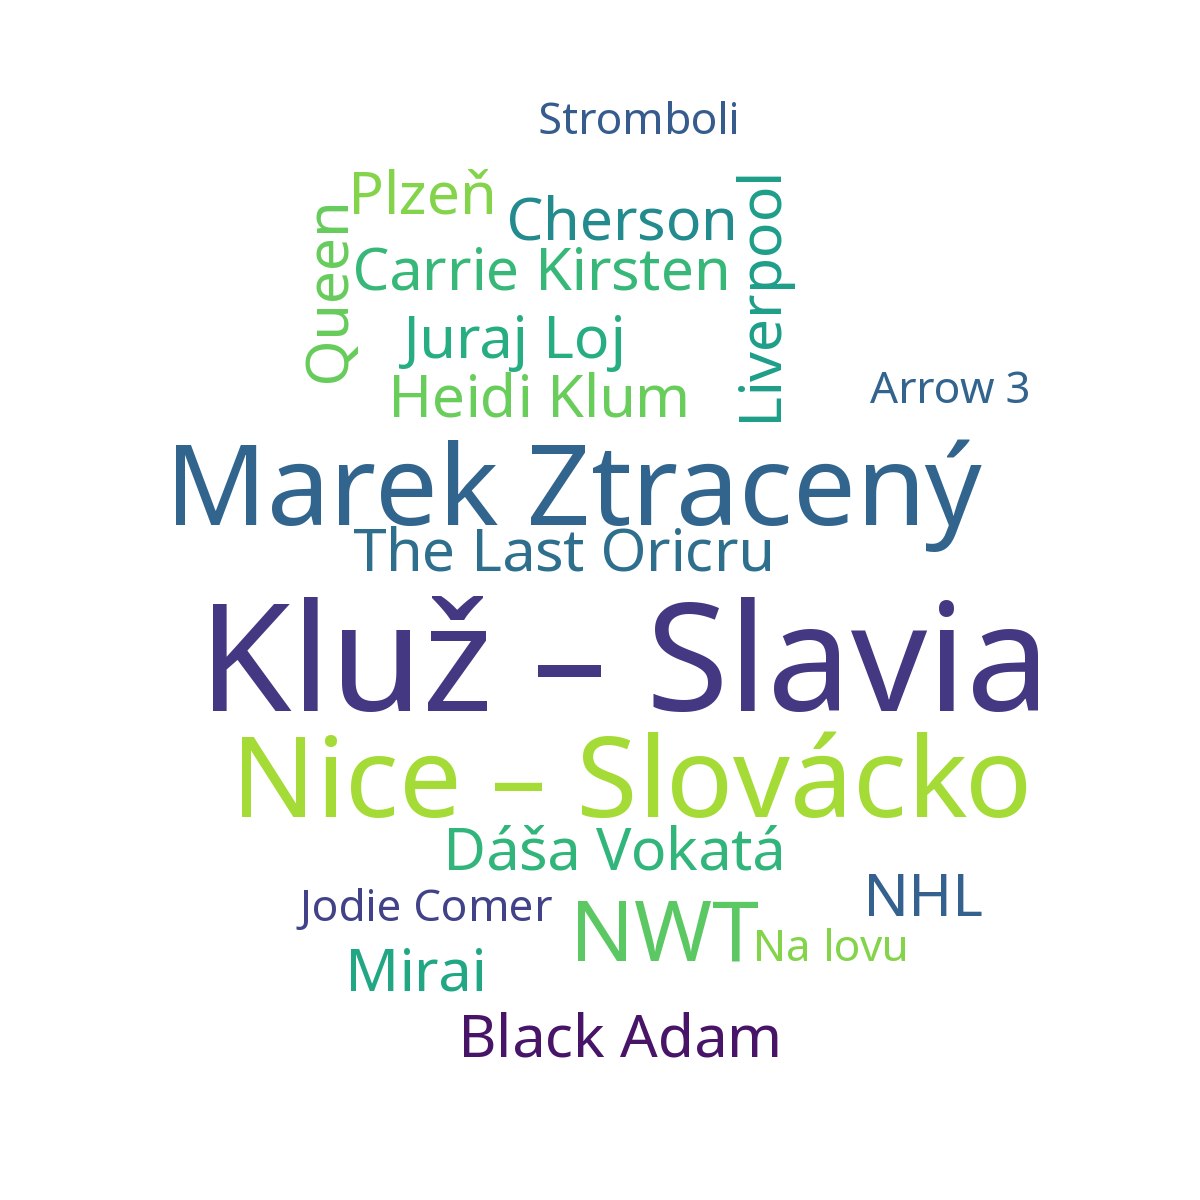 Stromboli
Plzeň
Cherson
Queen
Liverpool
Carrie Kirsten
Juraj Loj
Heidi Klum
Arrow 3
Marek Ztracený
The Last Oricru
Kluž – Slavia
Nice – Slovácko
Dáša Vokatá
Jodie Comer
NWT
NHL
Na lovu
Mirai
Black Adam